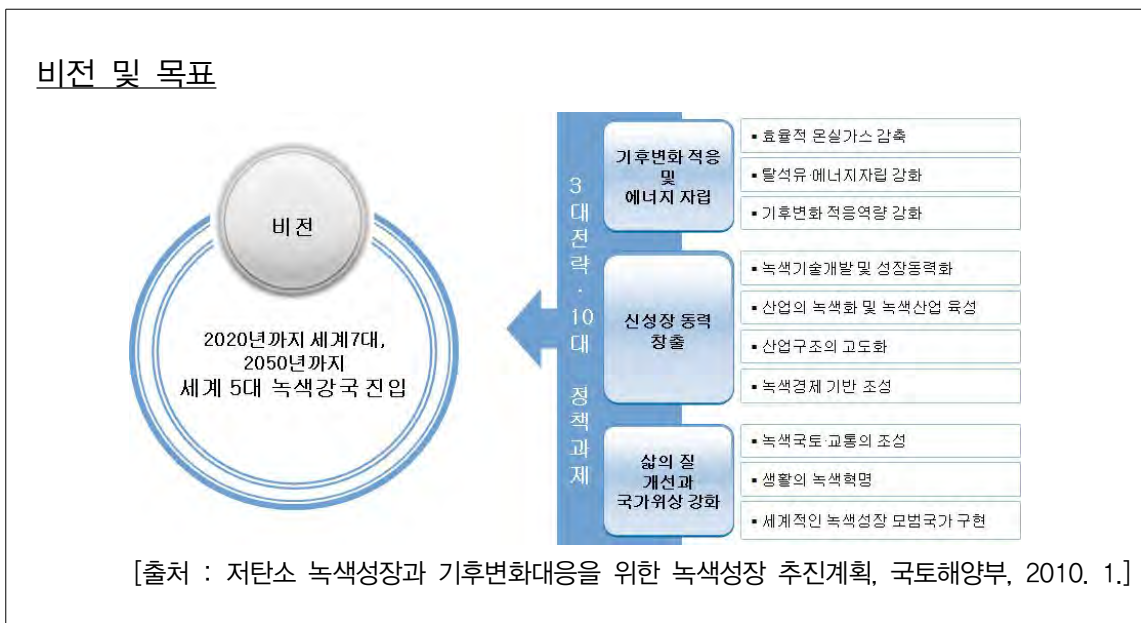 비전 및 목표
비전
2020년까지 세계7대,
2050년까지
세계 5대 녹색강국 진입
3대전략·10대 정책과제
기후변화 적응
및
에너지 자립
▪ 효율적 온실가스 감축
▪ 탈석유·에너지자립 강화
▪ 기후변화 적응역량 강화
신성장 동력
창출
▪ 녹색기술개발 및 성장동력화
▪ 산업의 녹색화 및 녹색산업 육성
▪ 산업구조의 고도화
▪ 녹색경제 기반 조성
삶의 질
개선과
국가위상 강화
▪ 녹색국토·교통의 조성
▪ 생활의 녹색혁명
▪ 세계적인 녹색성장 모범국가 구현
[출처 : 저탄소 녹색성장과 기후변화대응을 위한 녹색성장 추진계획, 국토해양부, 2010. 1.]